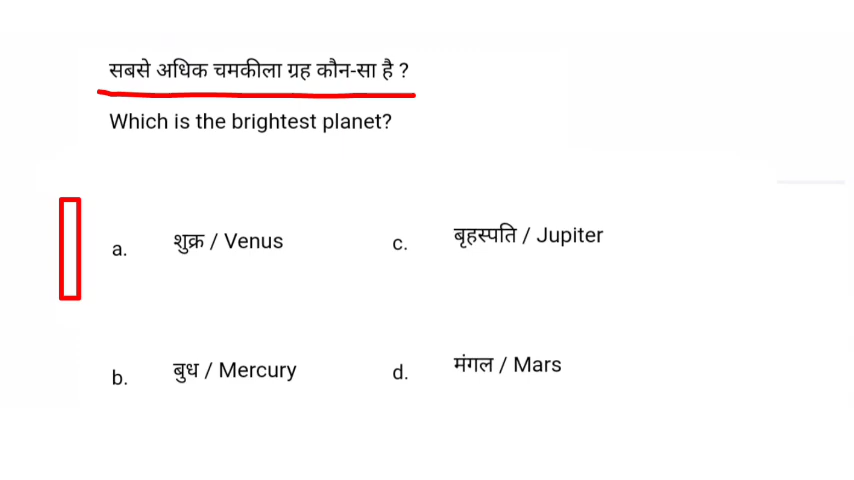 सबसे अधिक चमकीला ग्रह कौन-सा है ?
Which is the brightest planet?
a. शुक्र / Venus
c. बृहस्पति / Jupiter
b. बुध / Mercury
d. मंगल / Mars